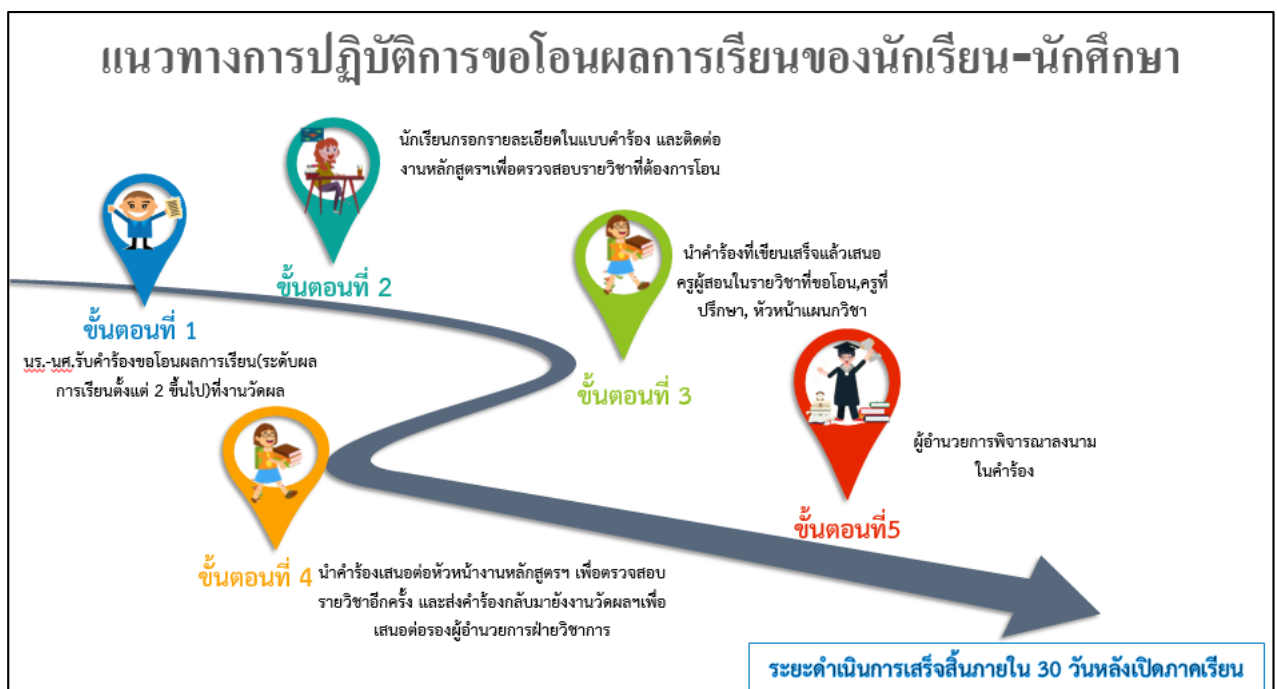 แนวทางการปฏิบัติการขอโอนผลการเรียนของนักเรียน-นักศึกษา
ขั้นตอนที่ 1
นร.-นศ.รับคำร้องขอโอนผลการเรียน(ระดับผล
การเรียนตั้งแต่ 2 ขึ้นไป)ที่งานวัดผล
นักเรียนกรอกรายละเอียดในแบบคำร้อง และติดต่อ
งานหลักสูตรฯเพื่อตรวจสอบรายวิชาที่ต้องการโอน
ขั้นตอนที่ 2
นำคำร้องที่เขียนเสร็จแล้วเสนอ
ครูผู้สอนในรายวิชาที่ขอโอน,ครูที่
ปรึกษา, หัวหน้าแผนกวิชา
ขั้นตอนที่ 3
ขั้นตอนที่ 4
นำคำร้องเสนอต่อหัวหน้างานหลักสูตรฯ เพื่อตรวจสอบ
รายวิชาอีกครั้ง และส่งคำร้องกลับมายังงานวัดผลฯเพื่อ
เสนอต่อรองผู้อำนวยการฝ่ายวิชาการ
ผู้อำนวยการพิจารณาลงนาม
ในคำร้อง
ขั้นตอนที่5
ระยะดำเนินการเสร็จสิ้นภายใน 30 วันหลังเปิดภาคเรียน